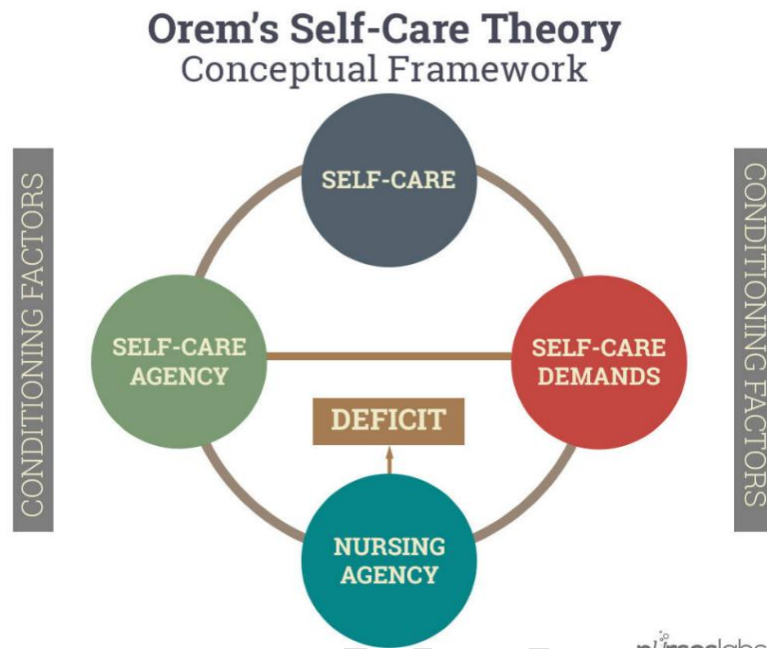 Orem's Self-Care Theory
Conceptual Framework
CONDITIONING FACTORS
SELF-CARE
SELF-CARE
AGENCY
SELF-CARE
DEMANDS
DEFICIT
NURSING
AGENCY
CONDITIONING FACTORS
nurseslabs